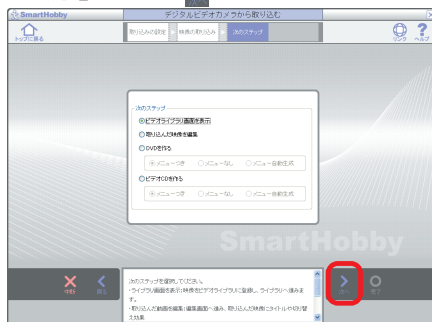 SmartHobby
デジタルビデオカメラから取り込む
トップに戻る
取り込みの設定
映像の取り込み
次のステップ
リンク
ヘルプ
次のステップ
ビデオライブラリ画面を表示
取り込んだ映像を編集
DVDを作る
メニューつき
メニューなし
メニュー自動生成
ビデオCDを作る
メニューつき
メニューなし
メニュー自動生成
SmartHobby
中断
戻る
次のステップを選択してください。
・ライブラリ画面を表示:映像をビデオライブラリに登録し、ライブラリへ進みま
す。
・取り込んだ動画を編集:編集画面へ進み、取り込んだ映像にタイトルや切り替
え効果
次へ
完了